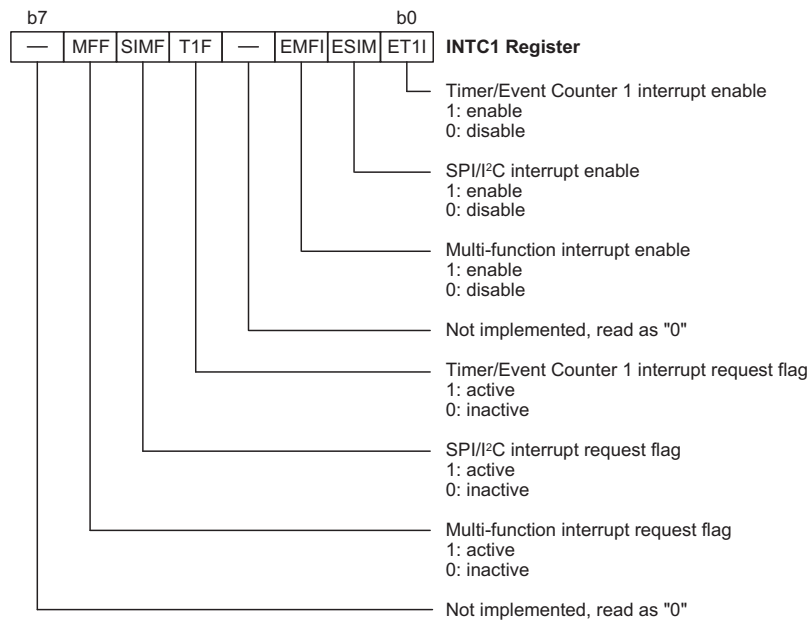 b7 b0
— MFF SIMF T1F — EMFI ESIM ET1I INTC1 Register
Timer/Event Counter 1 interrupt enable
1: enable
0: disable
SPI/I²C interrupt enable
1: enable
0: disable
Multi-function interrupt enable
1: enable
0: disable
Not implemented, read as "0"
Timer/Event Counter 1 interrupt request flag
1: active
0: inactive
SPI/I²C interrupt request flag
1: active
0: inactive
Multi-function interrupt request flag
1: active
0: inactive
Not implemented, read as "0"